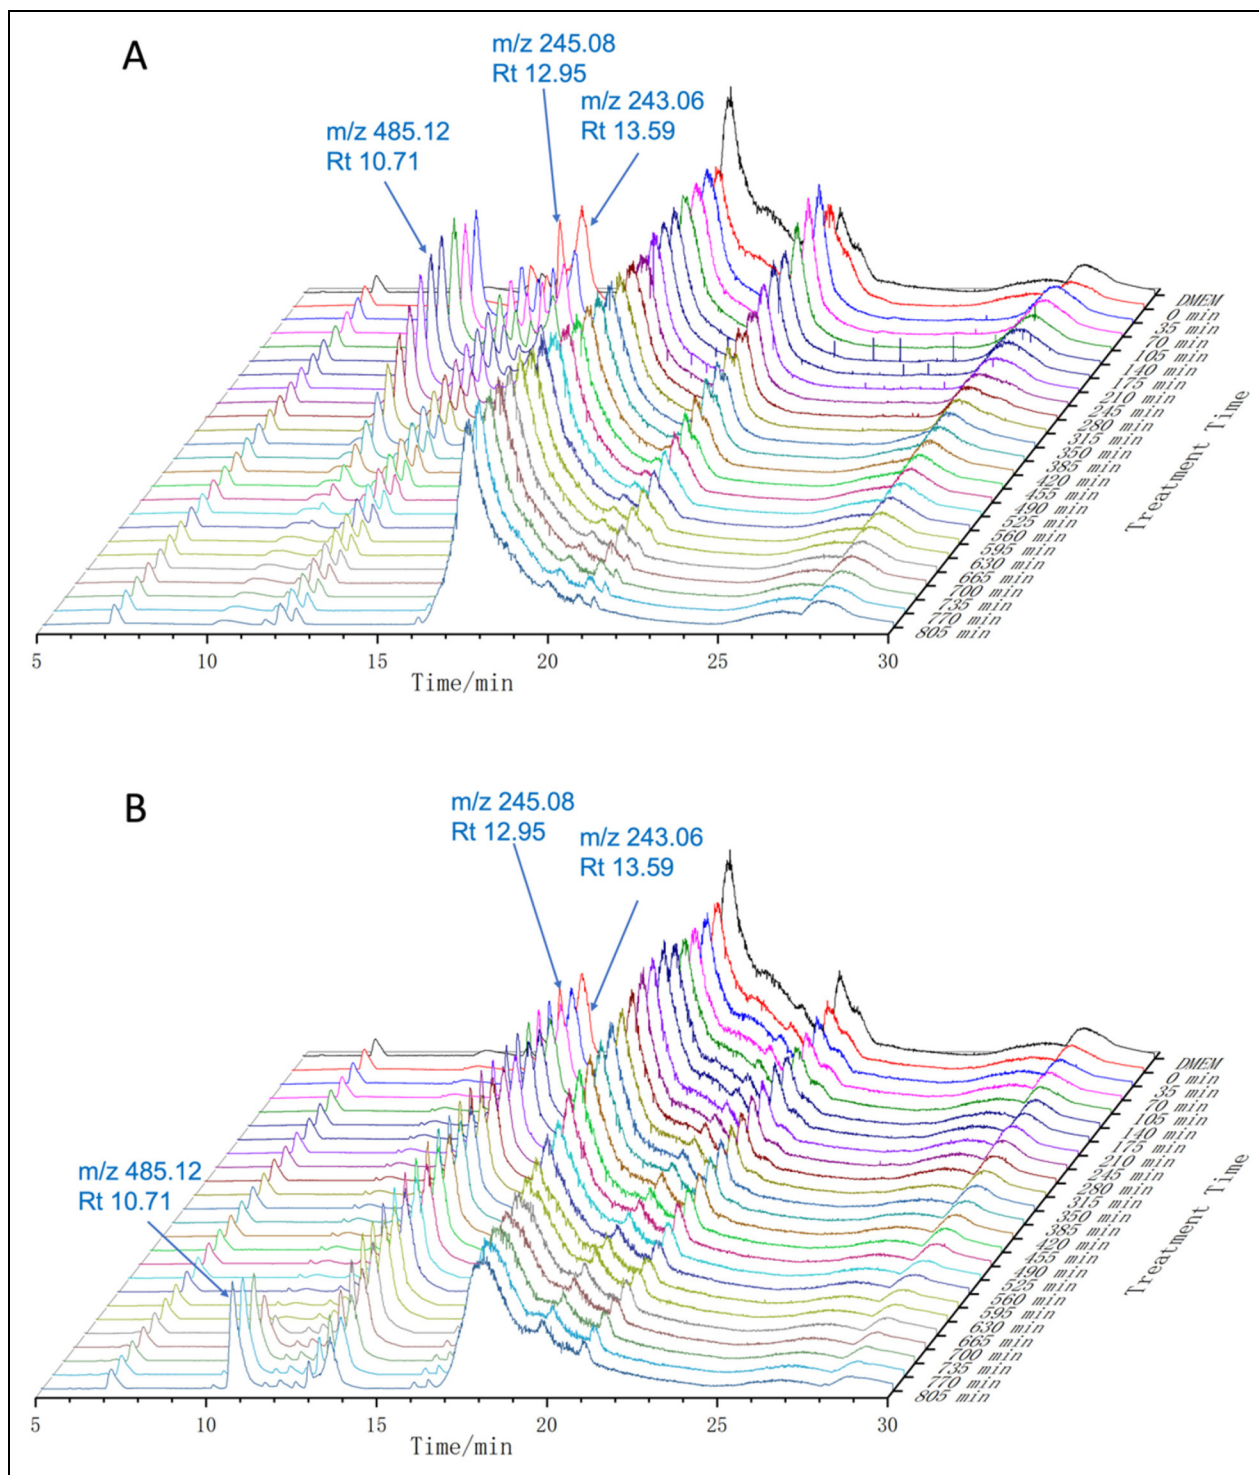 A
m/z 245.08
Rt 12.95
m/z 243.06
Rt 13.59
m/z 485.12
Rt 10.71
DMEM
0 min
35 min
70 min
105 min
140 min
175 min
210 min
245 min
280 min
315 min
350 min
385 min
420 min
455 min
490 min
525 min
560 min
595 min
630 min
665 min
700 min
735 min
770 min
805 min
Treatment Time
5 10 15 20 25 30
Time/min
B
m/z 245.08
Rt 12.95
m/z 243.06
Rt 13.59
m/z 485.12
Rt 10.71
DMEM
0 min
35 min
70 min
105 min
140 min
175 min
210 min
245 min
280 min
315 min
350 min
385 min
420 min
455 min
490 min
525 min
560 min
595 min
630 min
665 min
700 min
735 min
770 min
805 min
Treatment Time
5 10 15 20 25 30
Time/min